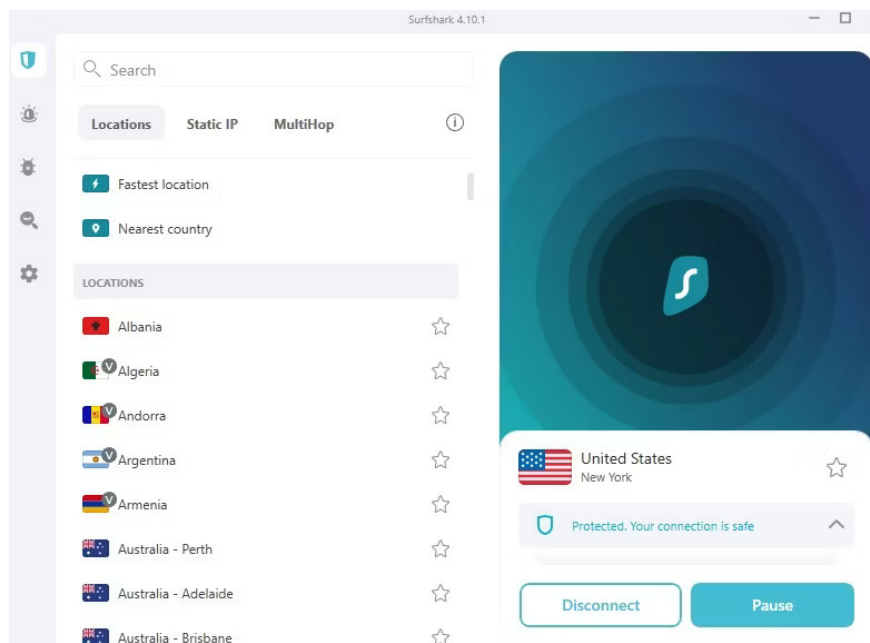 Surfshark 4.10.1
Search
Locations Static IP MultiHop
Fastest location
Nearest country
LOCATIONS
Albania
V Algeria
V Andorra
V Argentina
V Armenia
Australia - Perth
Australia - Adelaide
Australia - Brisbane
United States
New York
Protected. Your connection is safe
Disconnect Pause